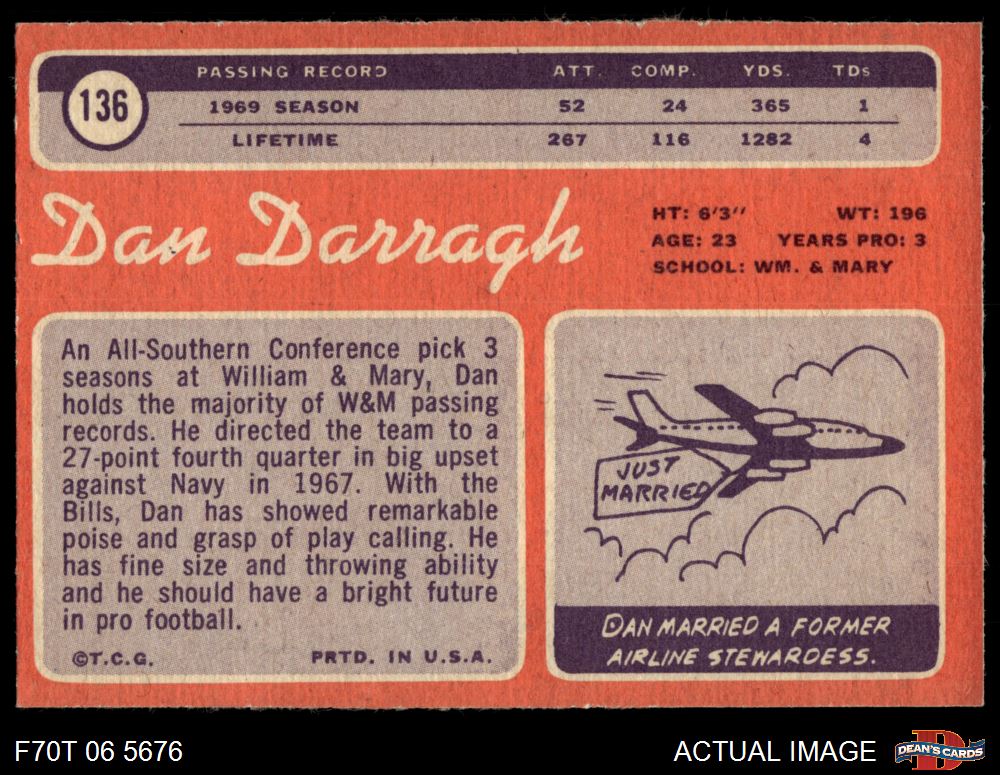 PASSING RECORD ATT. COMP. YDS. TDs
136
1969 SEASON 52 24 365 1
LIFETIME 267 116 1282 4
Dan Darragh
HT: 6'3" WT: 196
AGE: 23 YEARS PRO: 3
SCHOOL: WM. & MARY
An All-Southern Conference pick 3
seasons at William & Mary, Dan
holds the majority of W&M passing
records. He directed the team to a
27-point fourth quarter in big upset
against Navy in 1967. With the
Bills, Dan has showed remarkable
poise and grasp of play calling. He
has fine size and throwing ability
and he should have a bright future
in pro football.
©T.C.G. PRTD. IN U.S.A.
JUST
MARRIED
DAN MARRIED A FORMER
AIRLINE STEWARDESS.
F70T 06 5676
ACTUAL IMAGE
DEAN'S CARDS